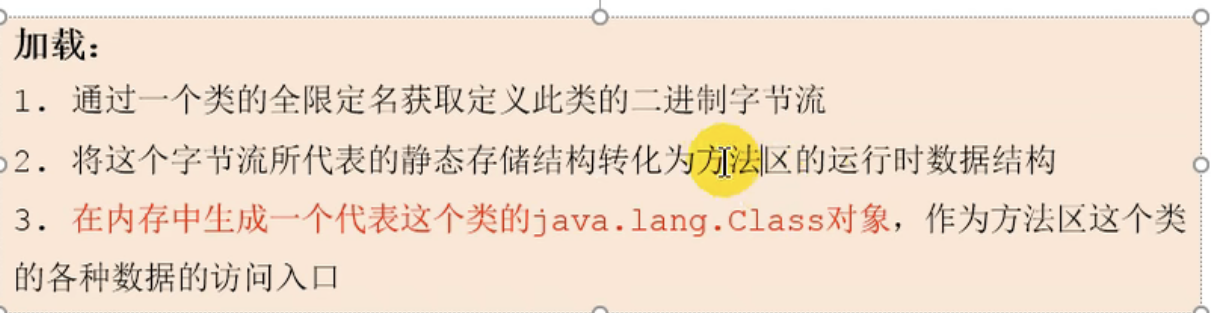 加载：
1. 通过一个类的全限定名获取定义此类的二进制字节流
2. 将这个字节流所代表的静态存储结构转化为方法区的运行时数据结构
3. 在内存中生成一个代表这个类的java.lang.Class对象，作为方法区这个类
的各种数据的访问入口